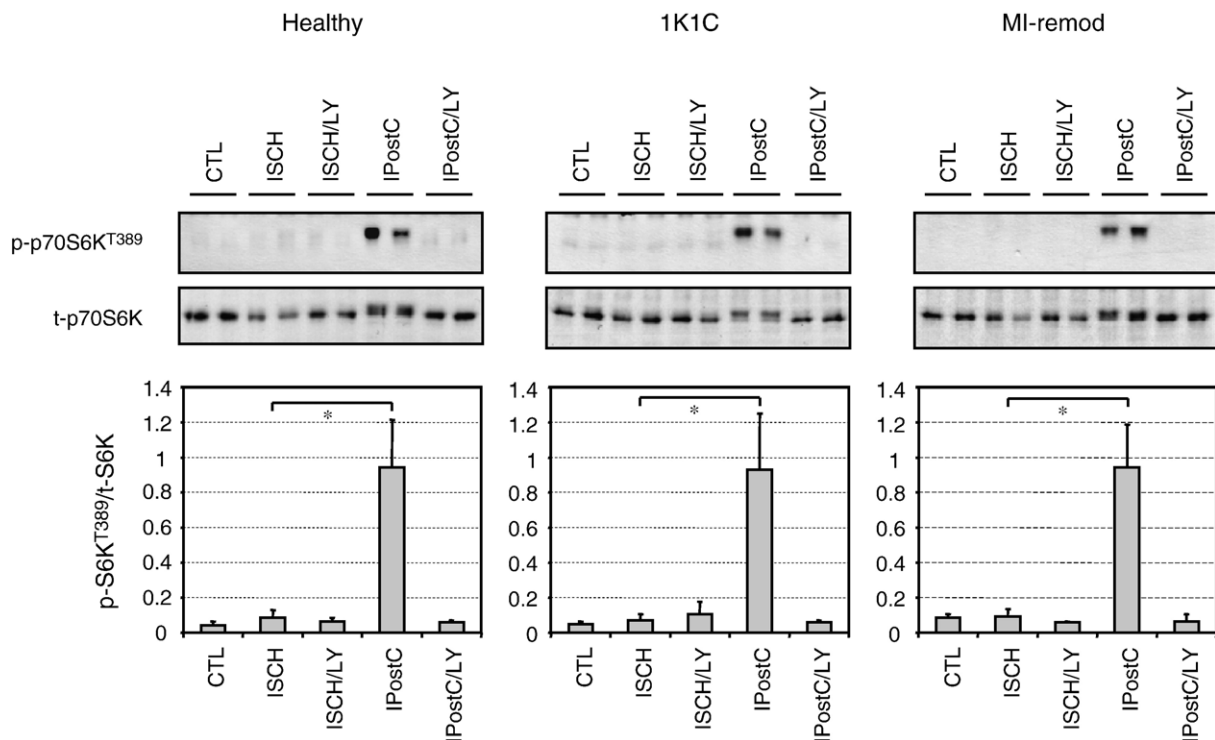 Healthy 1K1C MI-remod
CTL ISCH ISCH/LY IPostC IPostC/LY CTL ISCH ISCH/LY IPostC IPostC/LY CTL ISCH ISCH/LY IPostC IPostC/LY
p-p70S6K^T389
t-p70S6K
p-S6K^T389/t-S6K
1.4 1.4 1.4
* * *
1.2 1.2 1.2
1 1 1
0.8 0.8 0.8
0.6 0.6 0.6
0.4 0.4 0.4
0.2 0.2 0.2
0 0 0
CTL ISCH ISCH/LY IPostC IPostC/LY CTL ISCH ISCH/LY IPostC IPostC/LY CTL ISCH ISCH/LY IPostC IPostC/LY